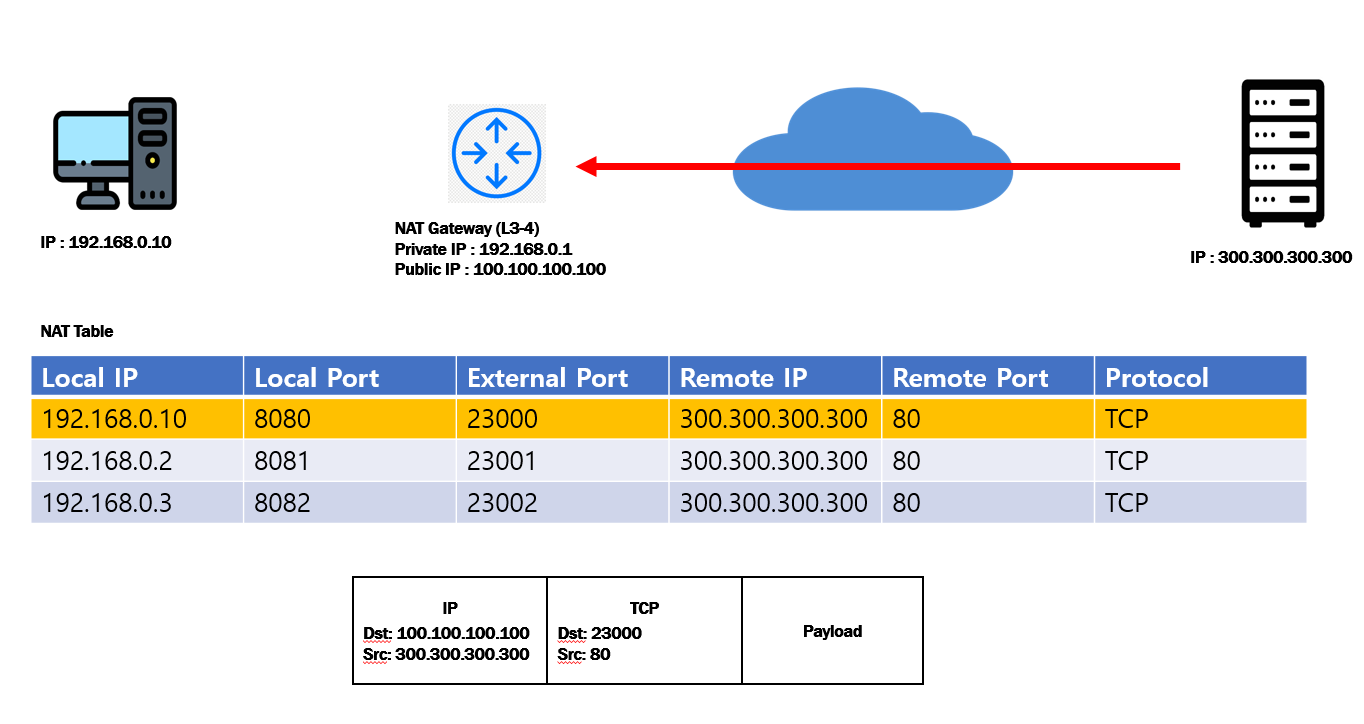 IP : 192.168.0.10
NAT Gateway (L3-4)
Private IP : 192.168.0.1
Public IP : 100.100.100.100
IP : 300.300.300.300
NAT Table
Local IP Local Port External Port Remote IP Remote Port Protocol
192.168.0.10 8080 23000 300.300.300.300 80 TCP
192.168.0.2 8081 23001 300.300.300.300 80 TCP
192.168.0.3 8082 23002 300.300.300.300 80 TCP
IP
Dst: 100.100.100.100
Src: 300.300.300.300
TCP
Dst: 23000
Src: 80
Payload